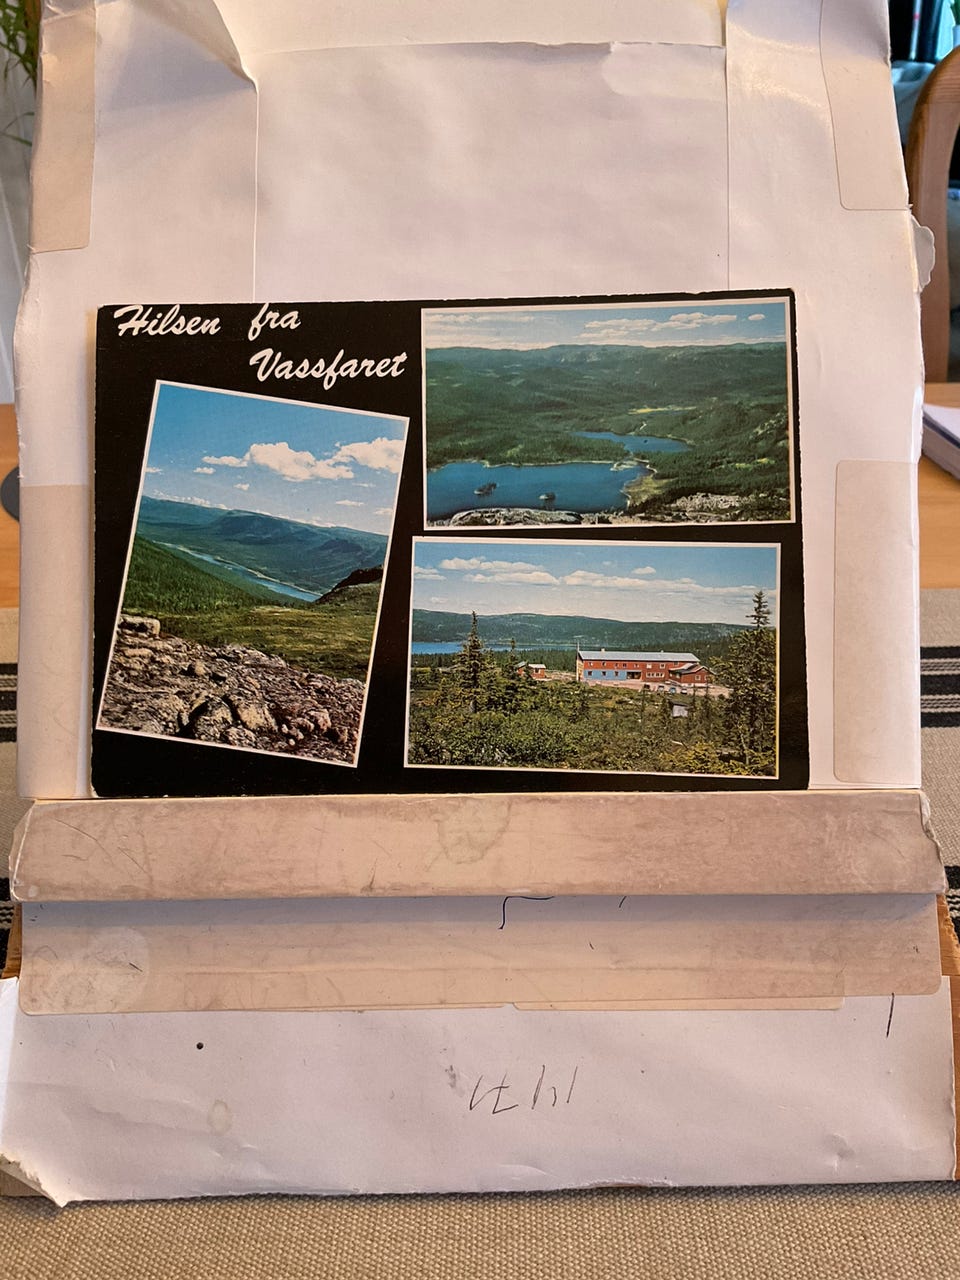 Hilsen fra
Vassfaret